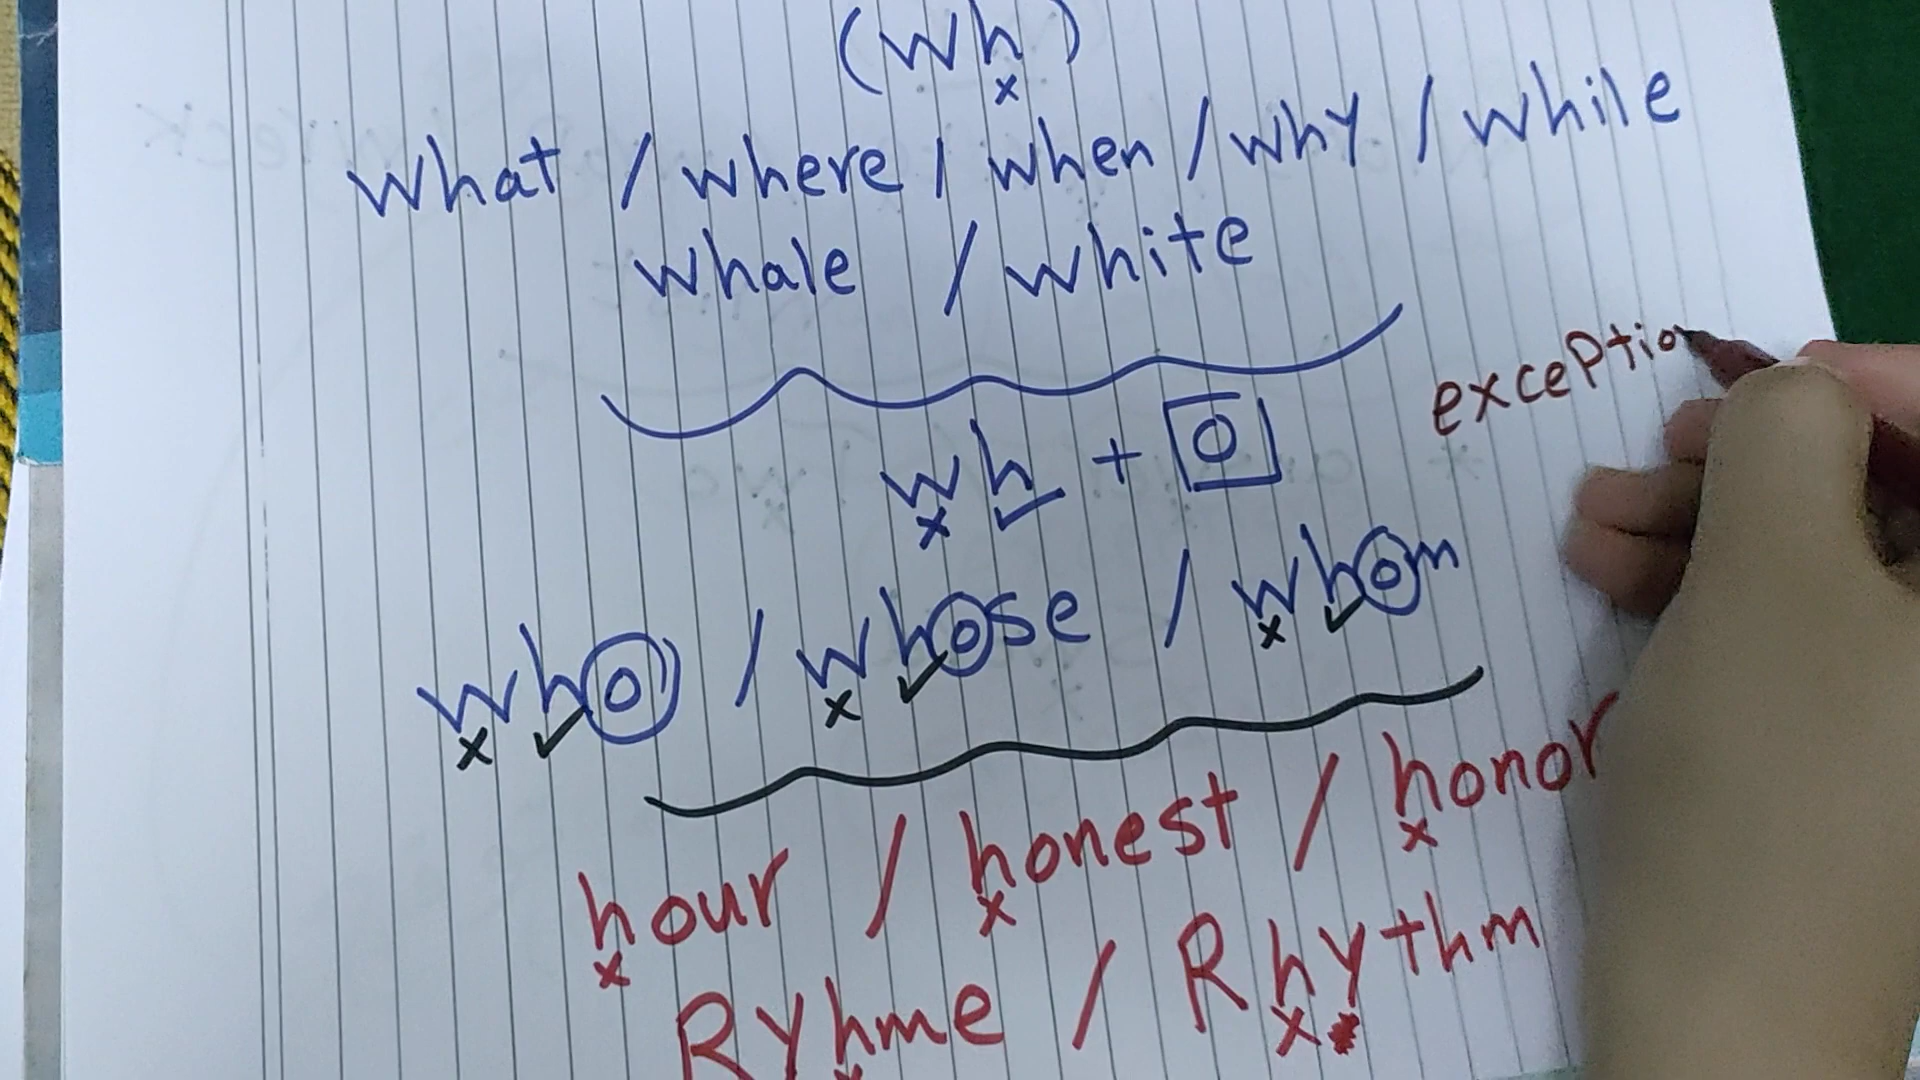 (wh)
x
what / where / when / why / while
whale / white
exceptio
wh + O
x ✓
who / whose / whom
x ✓ x ✓ x ✓
hour / honest / honor
x x x
Ryhme / Rhythm
x x